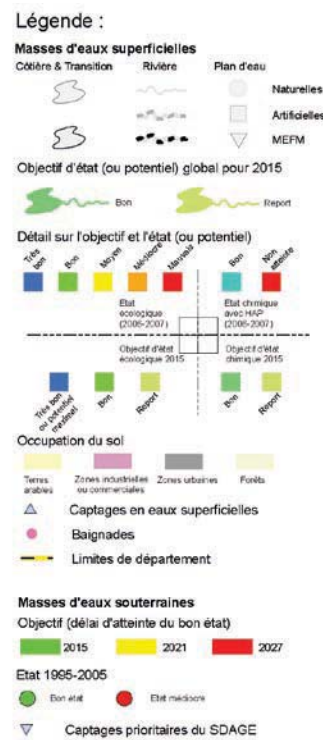 Légende :
Masses d'eaux superficielles
Côtière & Transition Rivière Plan d'eau
Naturelles
Artificielles
MEFM
Objectif d'état (ou potentiel) global pour 2015
Bon Report
Détail sur l'objectif et l'état (ou potentiel)
Très bon Bon Moyen Médiocre Mauvais Bon Non atteinte
Etat écologique (2006-2007)
Etat chimique avec HAP (2006-2007)
Objectif d'état écologique 2015
Objectif d'état chimique 2015
Très bon ou potentiel maximel Bon Report Bon Report
Occupation du sol
Terres arables
Zones industrielles ou commerciales
Zones urbaines
Forêts
Captages en eaux superficielles
Baignades
Limites de département
Masses d'eaux souterraines
Objectif (délai d'atteinte du bon état)
2015 2021 2027
Etat 1995-2005
Bon état Etat médiocre
Captages prioritaires du SDAGE